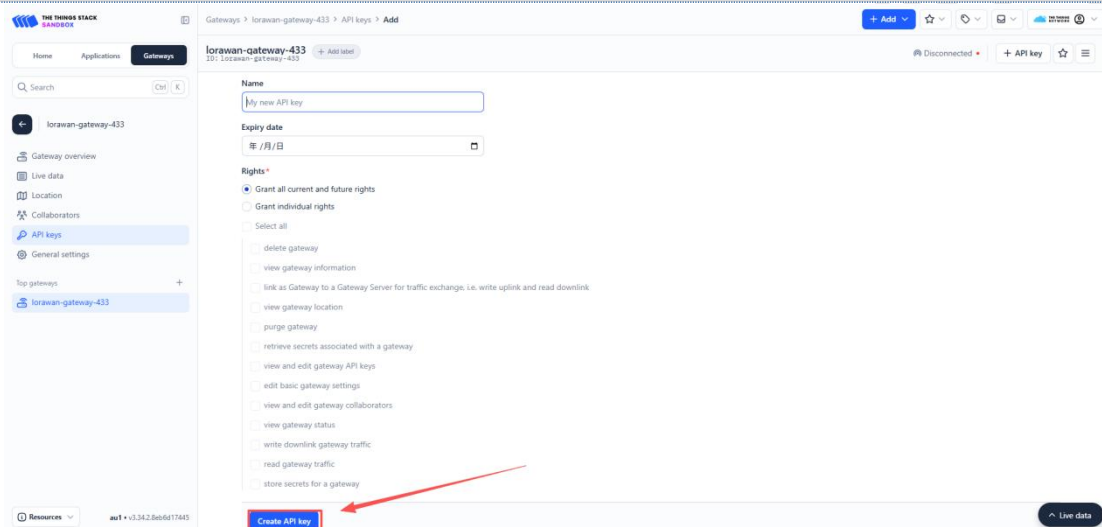 THE THINGS STACK
SANDBOX
Home Applications Gateways
Search Ctrl K
lorawan-gateway-433
Gateway overview
Live data
Location
Collaborators
API keys
General settings
Top gateways +
lorawan-gateway-433
Resources au1 • v3.34.2.8eb6d17445
Gateways > lorawan-gateway-433 > API keys > Add
+ Add
THE THINGS NETWORK
lorawan-gateway-433 + Add label
ID: lorawan-gateway-433
Disconnected • + API key
Name
My new API key
Expiry date
年 /月/日
Rights*
Grant all current and future rights
Grant individual rights
Select all
delete gateway
view gateway information
link as Gateway to a Gateway Server for traffic exchange, i.e. write uplink and read downlink
view gateway location
purge gateway
retrieve secrets associated with a gateway
view and edit gateway API keys
edit basic gateway settings
view and edit gateway collaborators
view gateway status
write downlink gateway traffic
read gateway traffic
store secrets for a gateway
Create API key
Live data